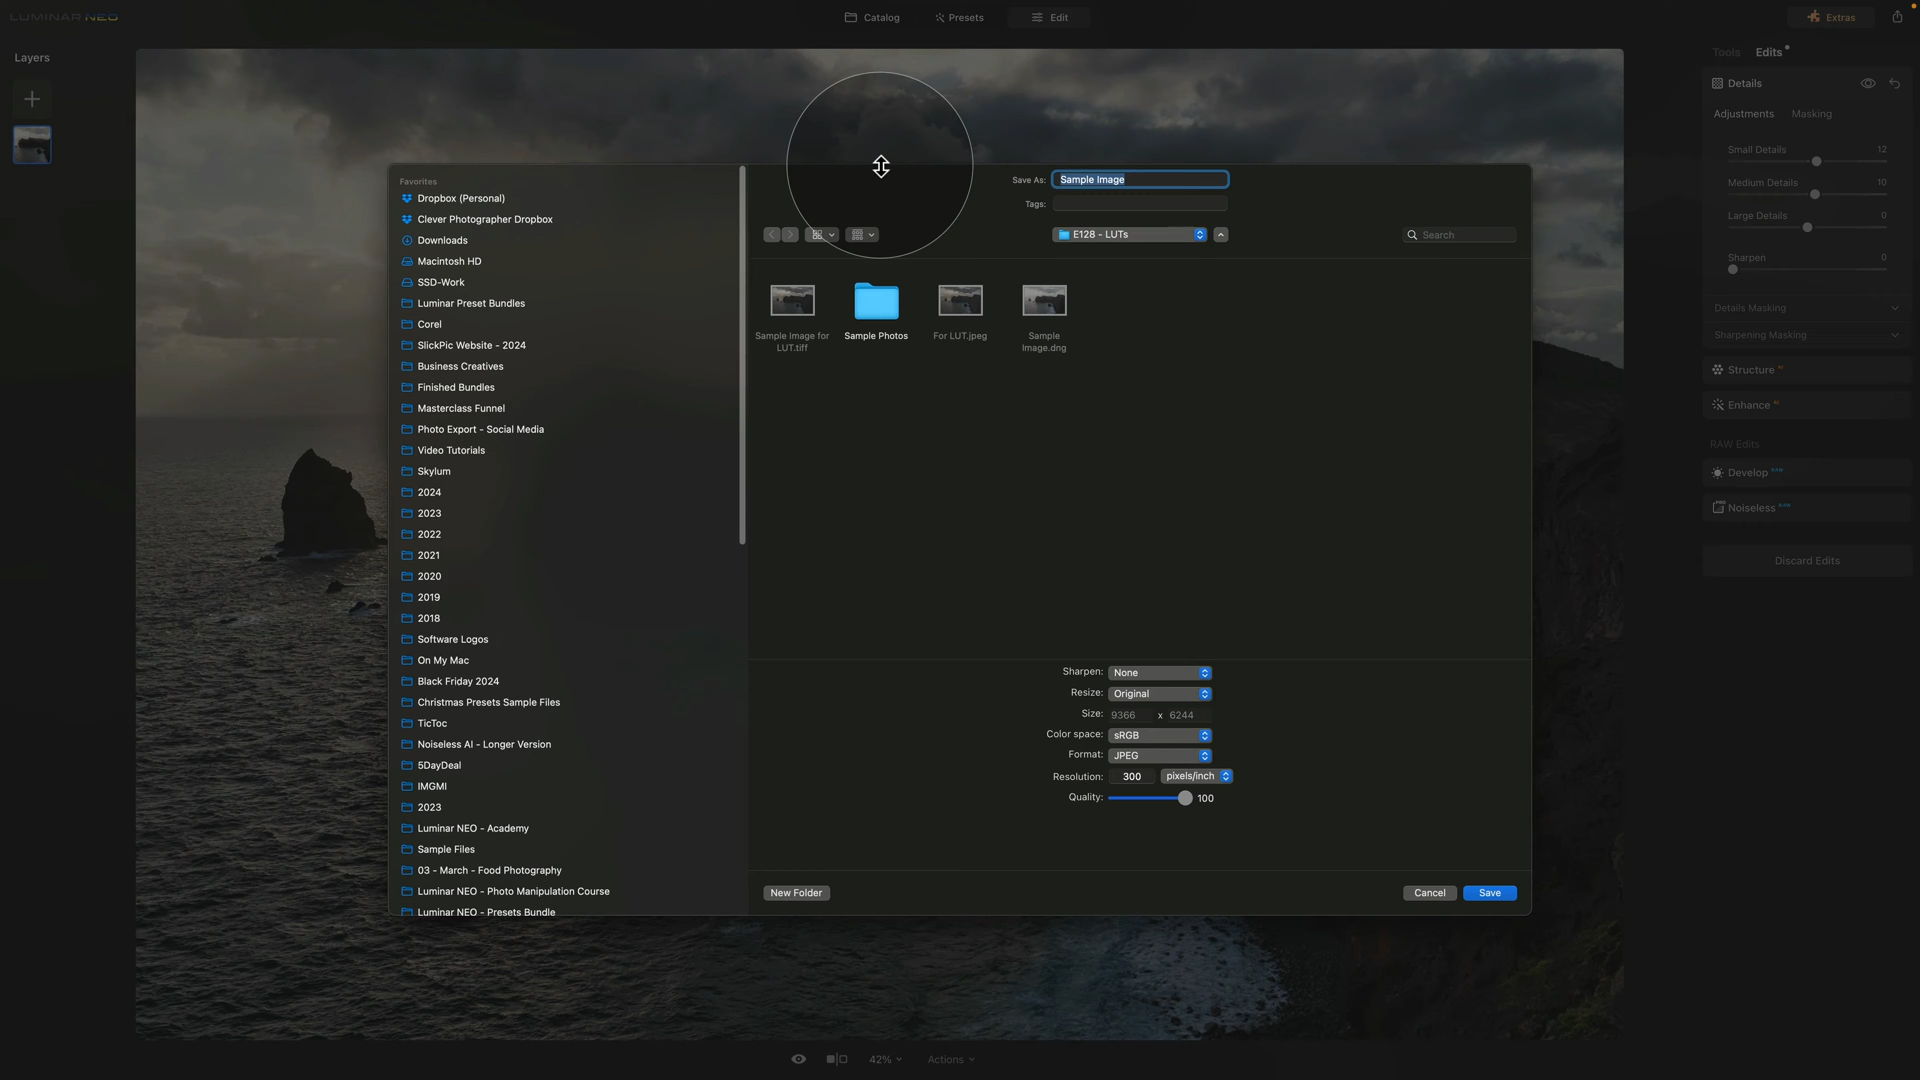 LUMINAR NEO
Catalog
Presets
Edit
Extras
Layers
Tools
Edits
Details
Adjustments
Masking
Small Details 12
Medium Details 10
Large Details 0
Sharpen 0
Details Masking
Sharpening Masking
Structure AI
Enhance AI
RAW Edits
Develop RAW
Noiseless RAW
Discard Edits
Favorites
Dropbox (Personal)
Clever Photographer Dropbox
Downloads
Macintosh HD
SSD-Work
Luminar Preset Bundles
Corel
SlickPic Website - 2024
Business Creatives
Finished Bundles
Masterclass Funnel
Photo Export - Social Media
Video Tutorials
Skylum
2024
2023
2022
2021
2020
2019
2018
Software Logos
On My Mac
Black Friday 2024
Christmas Presets Sample Files
TicToc
Noiseless AI - Longer Version
5DayDeal
IMGMI
2023
Luminar NEO - Academy
Sample Files
03 - March - Food Photography
Luminar NEO - Photo Manipulation Course
Luminar NEO - Presets Bundle
Save As: Sample Image
Tags:
E128 - LUTs
Search
Sample Image for
LUT.tiff
Sample Photos
For LUT.jpeg
Sample
Image.dng
Sharpen: None
Resize: Original
Size: 9366 x 6244
Color space: sRGB
Format: JPEG
Resolution: 300 pixels/inch
Quality: 100
New Folder
Cancel
Save
42%
Actions